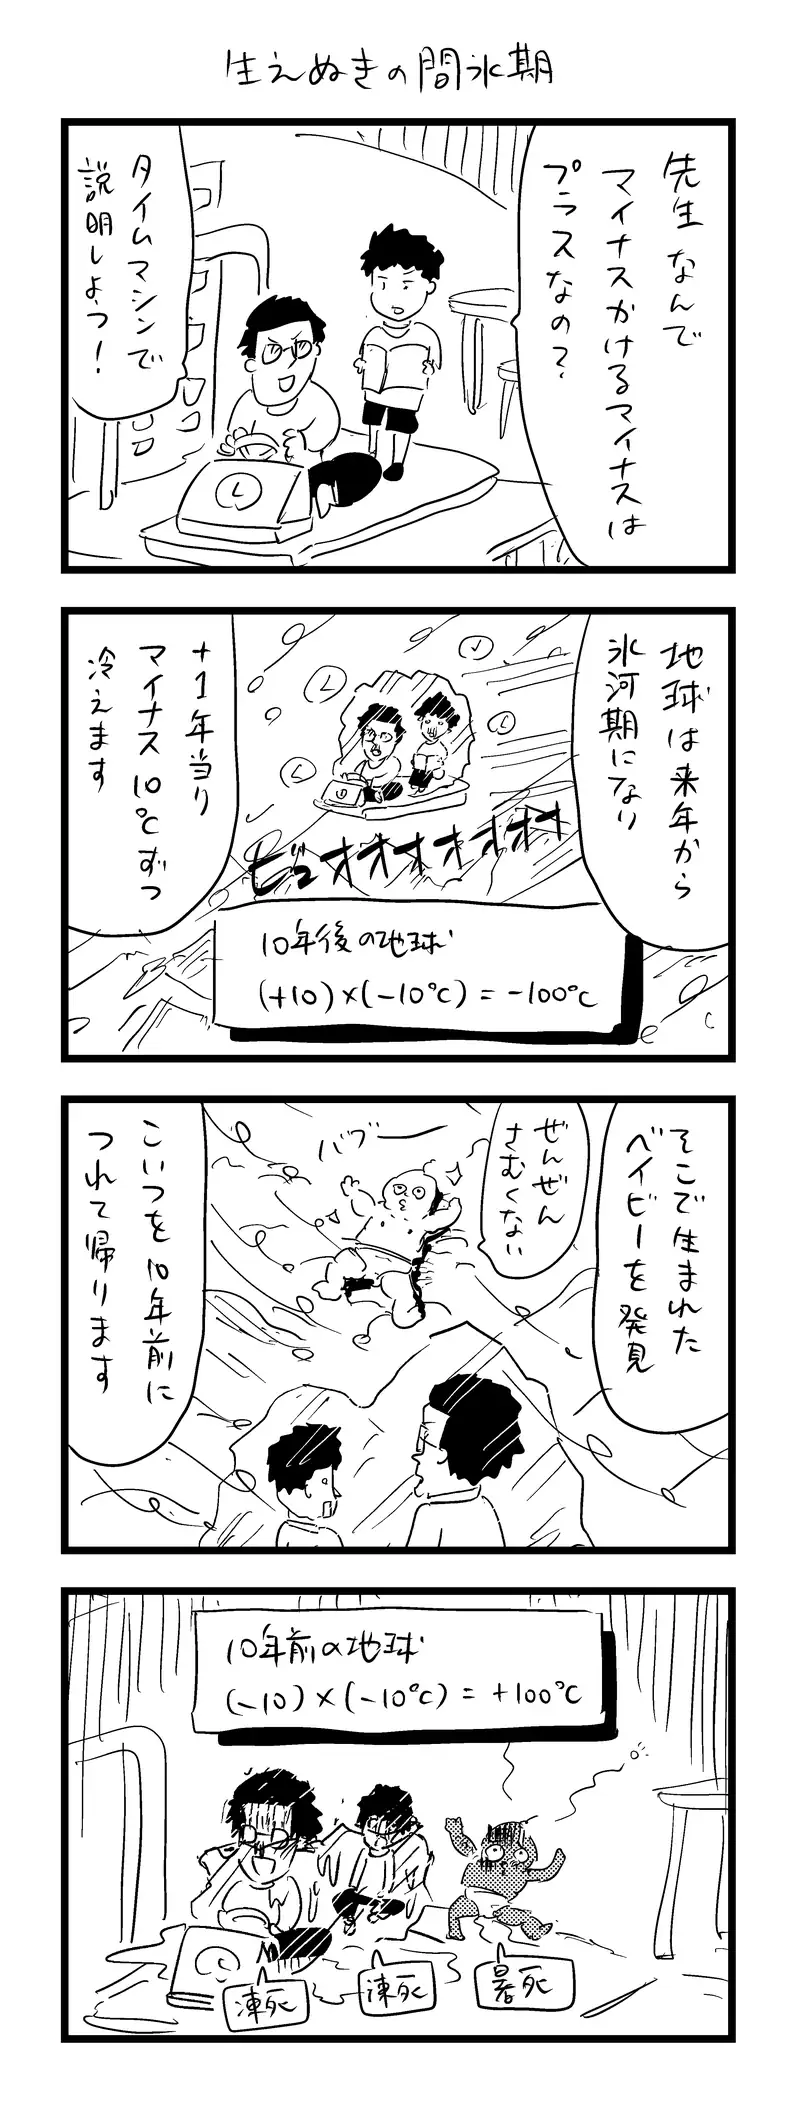 生えぬきの間氷期
先生なんで
マイナスかけるマイナスは
プラスなの?
タイムマシンで
説明しよう!
地球は来年から
氷河期になり
+1年当り
マイナス10℃ずつ
冷えます
ビュオオオオオオオ
10年後の地球
(+10)×(-10℃)=-100℃
そこで生まれた
ベイビーを発見
ぜんぜん
さむくない
バブー
こいつを10年前に
つれて帰ります
10年前の地球
(-10)×(-10℃)=+100℃
凍死
凍死
暑死